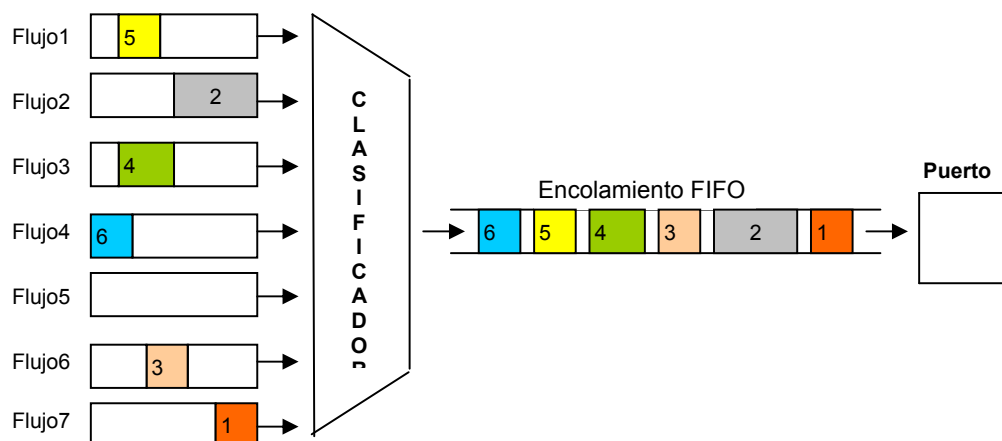 Flujo1
5
Flujo2
2
Flujo3
4
Flujo4
6
Flujo5
Flujo6
3
Flujo7
1
C
L
A
S
I
F
I
C
A
D
O
R
Encolamiento FIFO
6 5 4 3 2 1
Puerto